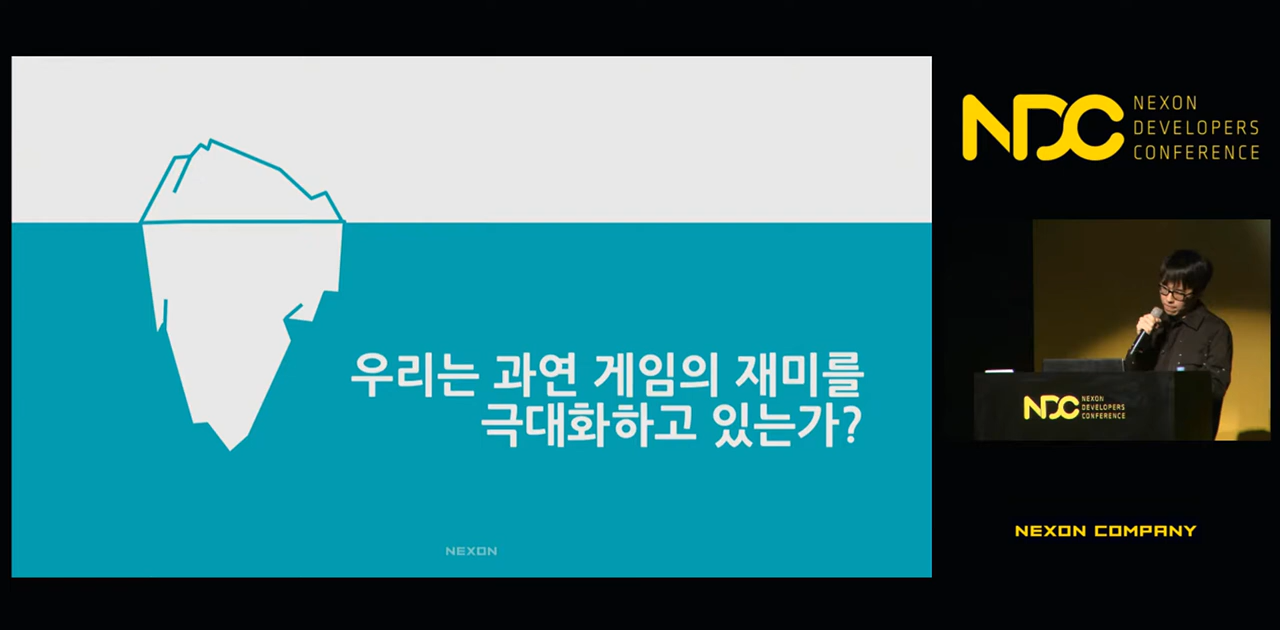 우리는 과연 게임의 재미를
극대화하고 있는가?
NEXON
NDC
NEXON
DEVELOPERS
CONFERENCE
NDC
NEXON
DEVELOPERS
CONFERENCE
NEXON COMPANY